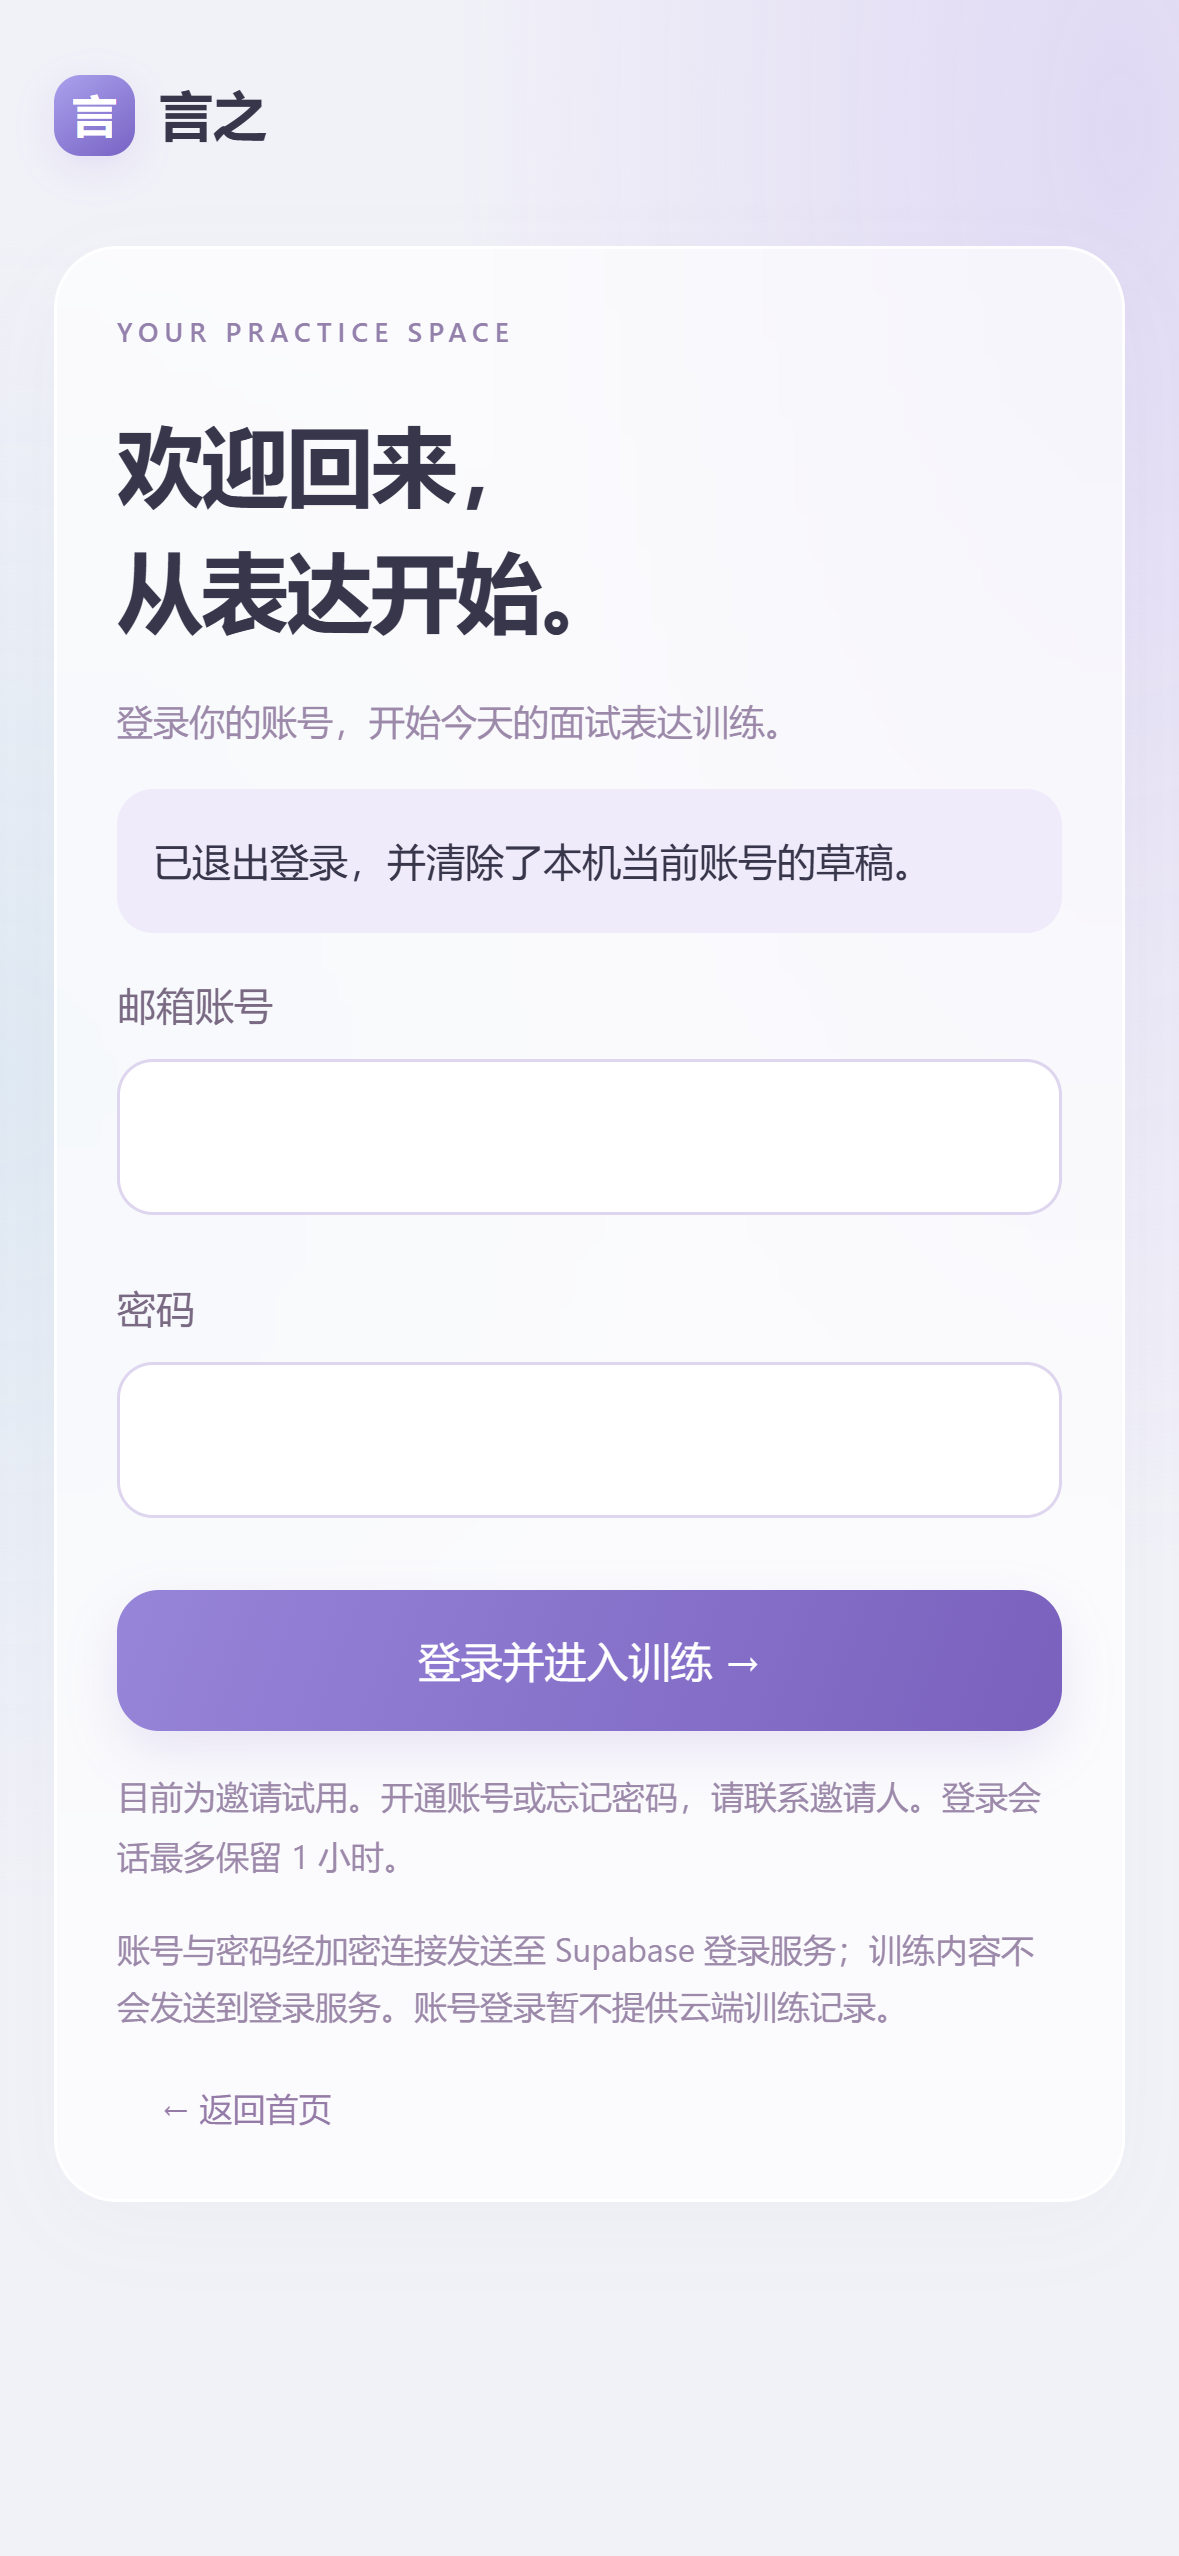 言 言之
YOUR PRACTICE SPACE
欢迎回来，
从表达开始。
登录你的账号，开始今天的面试表达训练。
已退出登录，并清除了本机当前账号的草稿。
邮箱账号
密码
登录并进入训练 →
目前为邀请试用。开通账号或忘记密码，请联系邀请人。登录会
话最多保留 1 小时。
账号与密码经加密连接发送至 Supabase 登录服务；训练内容不
会发送到登录服务。账号登录暂不提供云端训练记录。
← 返回首页